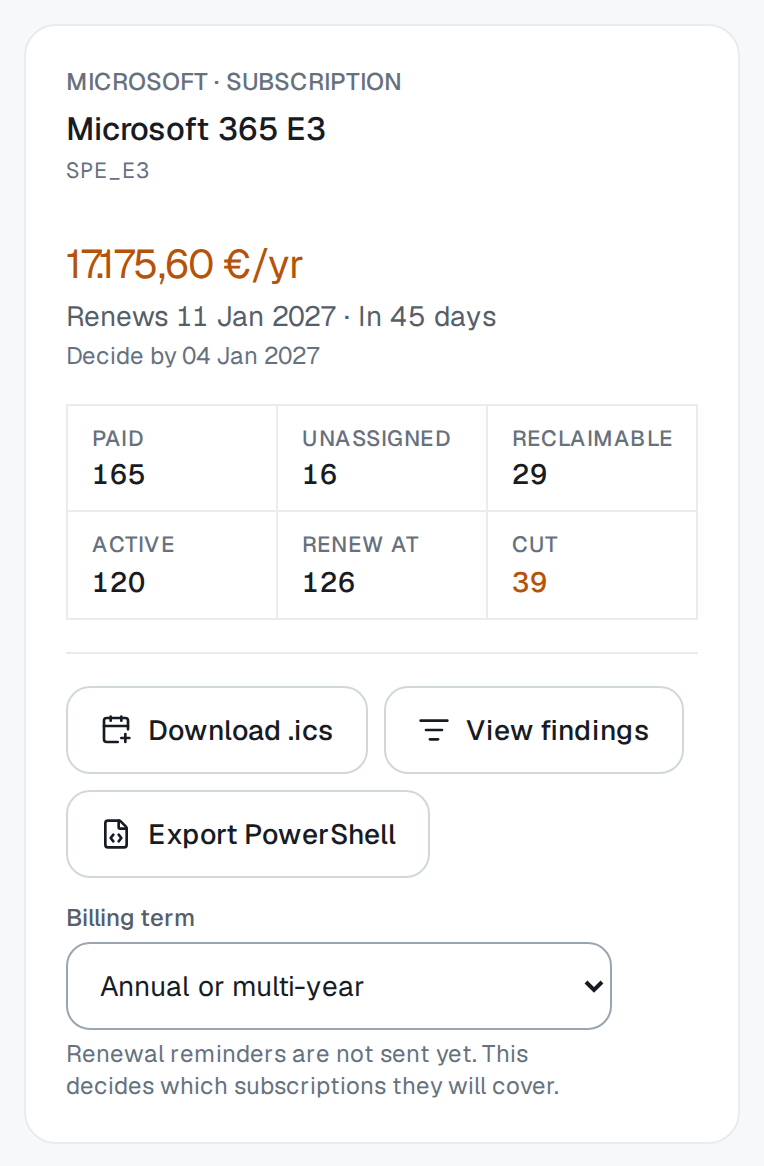 MICROSOFT · SUBSCRIPTION
Microsoft 365 E3
SPE_E3
17.175,60 €/yr
Renews 11 Jan 2027 · In 45 days
Decide by 04 Jan 2027
PAID UNASSIGNED RECLAIMABLE
165 16 29
ACTIVE RENEW AT CUT
120 126 39
Download .ics View findings
Export PowerShell
Billing term
Annual or multi-year
Renewal reminders are not sent yet. This
decides which subscriptions they will cover.